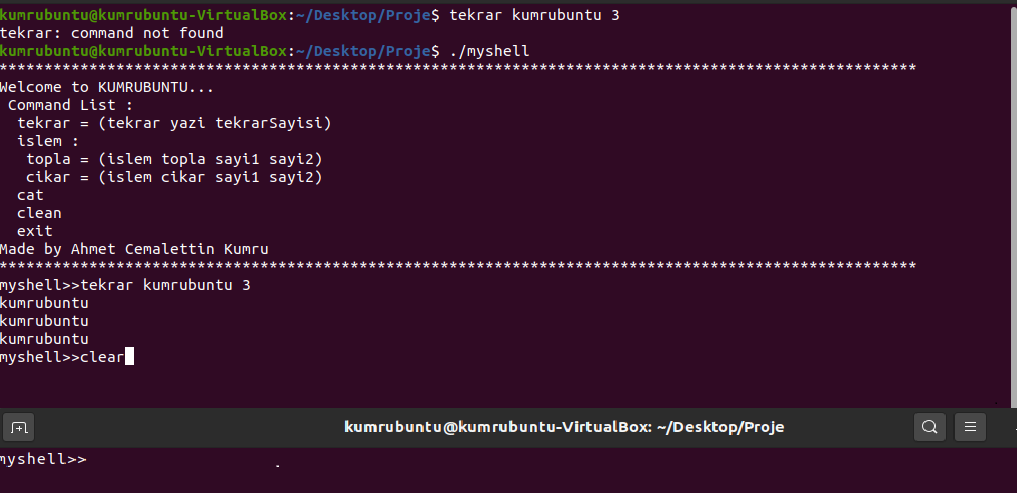 kumrubuntu@kumrubuntu-VirtualBox:~/Desktop/Proje$ tekrar kumrubuntu 3
tekrar: command not found
kumrubuntu@kumrubuntu-VirtualBox:~/Desktop/Proje$ ./myshell
******************************************************************************************************
Welcome to KUMRUBUNTU...
 Command List :
  tekrar = (tekrar yazi tekrarSayisi)
  islem :
   topla = (islem topla sayi1 sayi2)
   cikar = (islem cikar sayi1 sayi2)
  cat
  clean
  exit
Made by Ahmet Cemalettin Kumru
******************************************************************************************************
myshell>>tekrar kumrubuntu 3
kumrubuntu
kumrubuntu
kumrubuntu
myshell>>clear
kumrubuntu@kumrubuntu-VirtualBox: ~/Desktop/Proje
myshell>>